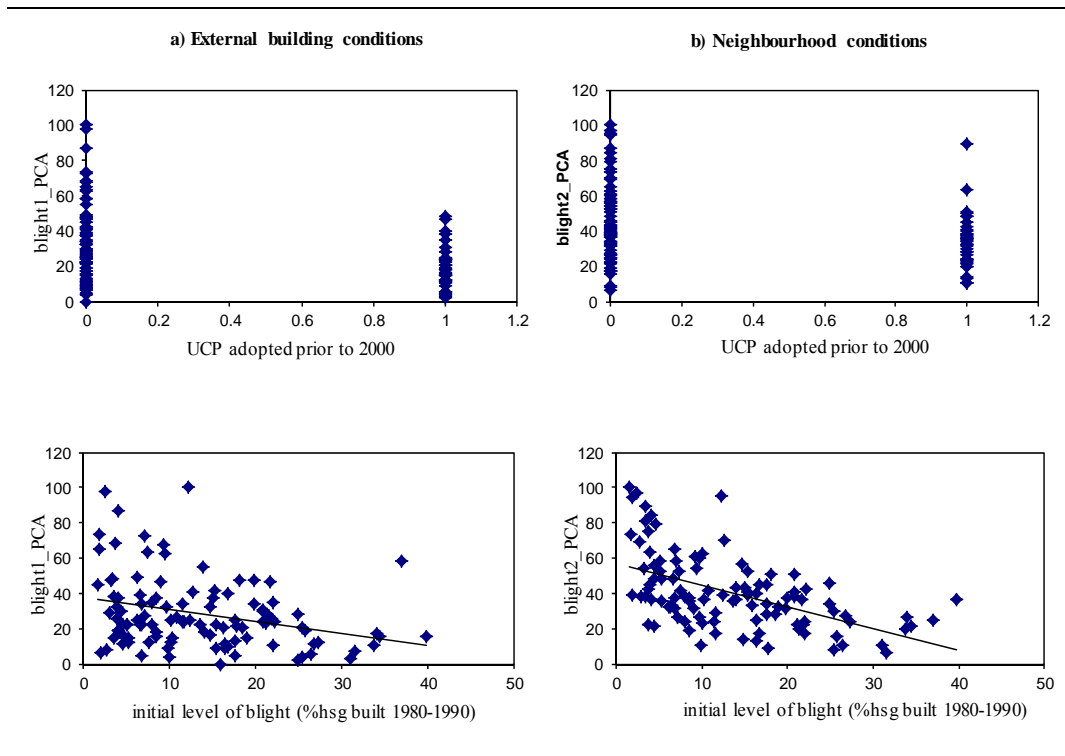 a) External building conditions
b) Neighbourhood conditions
120
100
80
60
40
20
0
blight1_PCA
0 0.2 0.4 0.6 0.8 1 1.2
UCP adopted prior to 2000
120
100
80
60
40
20
0
blight2_PCA
0 0.2 0.4 0.6 0.8 1 1.2
UCP adopted prior to 2000
120
100
80
60
40
20
0
blight1_PCA
0 10 20 30 40 50
initial level of blight (%hsg built 1980-1990)
120
100
80
60
40
20
0
blight2_PCA
0 10 20 30 40 50
initial level of blight (%hsg built 1980-1990)